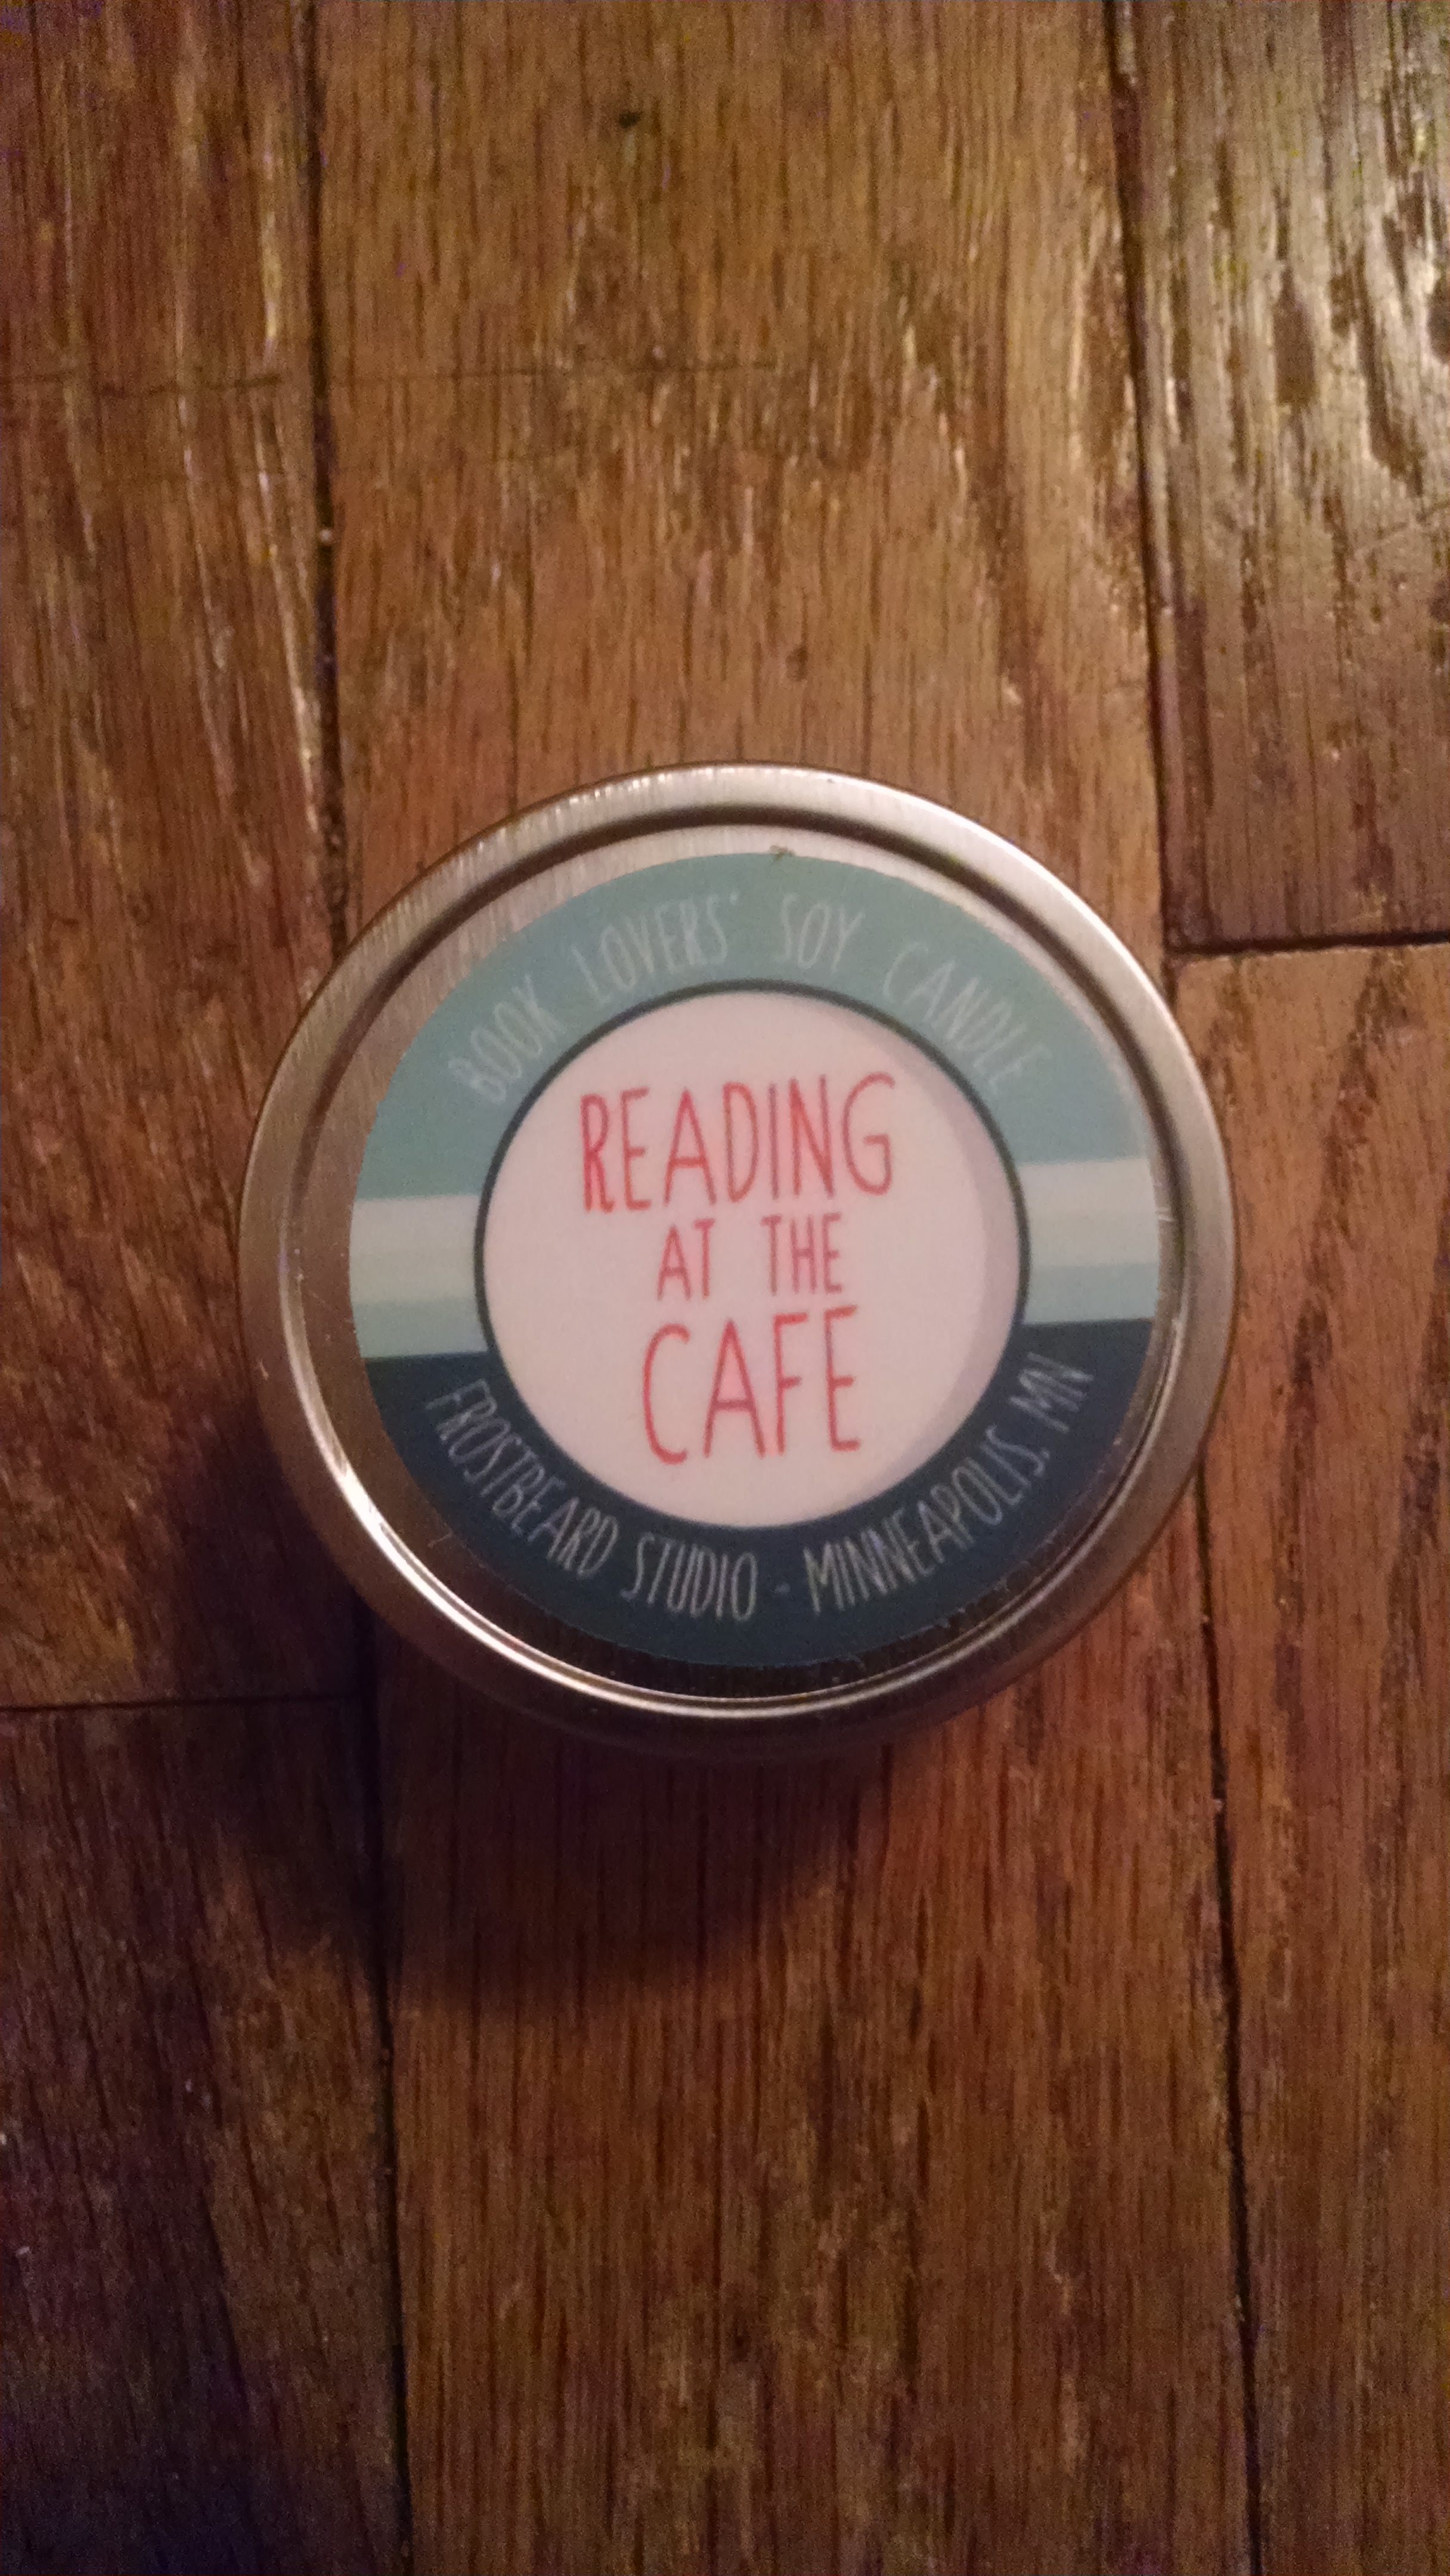 BOOK LOVERS' SOY CANDLE
READING
AT THE
CAFE
FROSTBEARD STUDIO - MINNEAPOLIS, MN